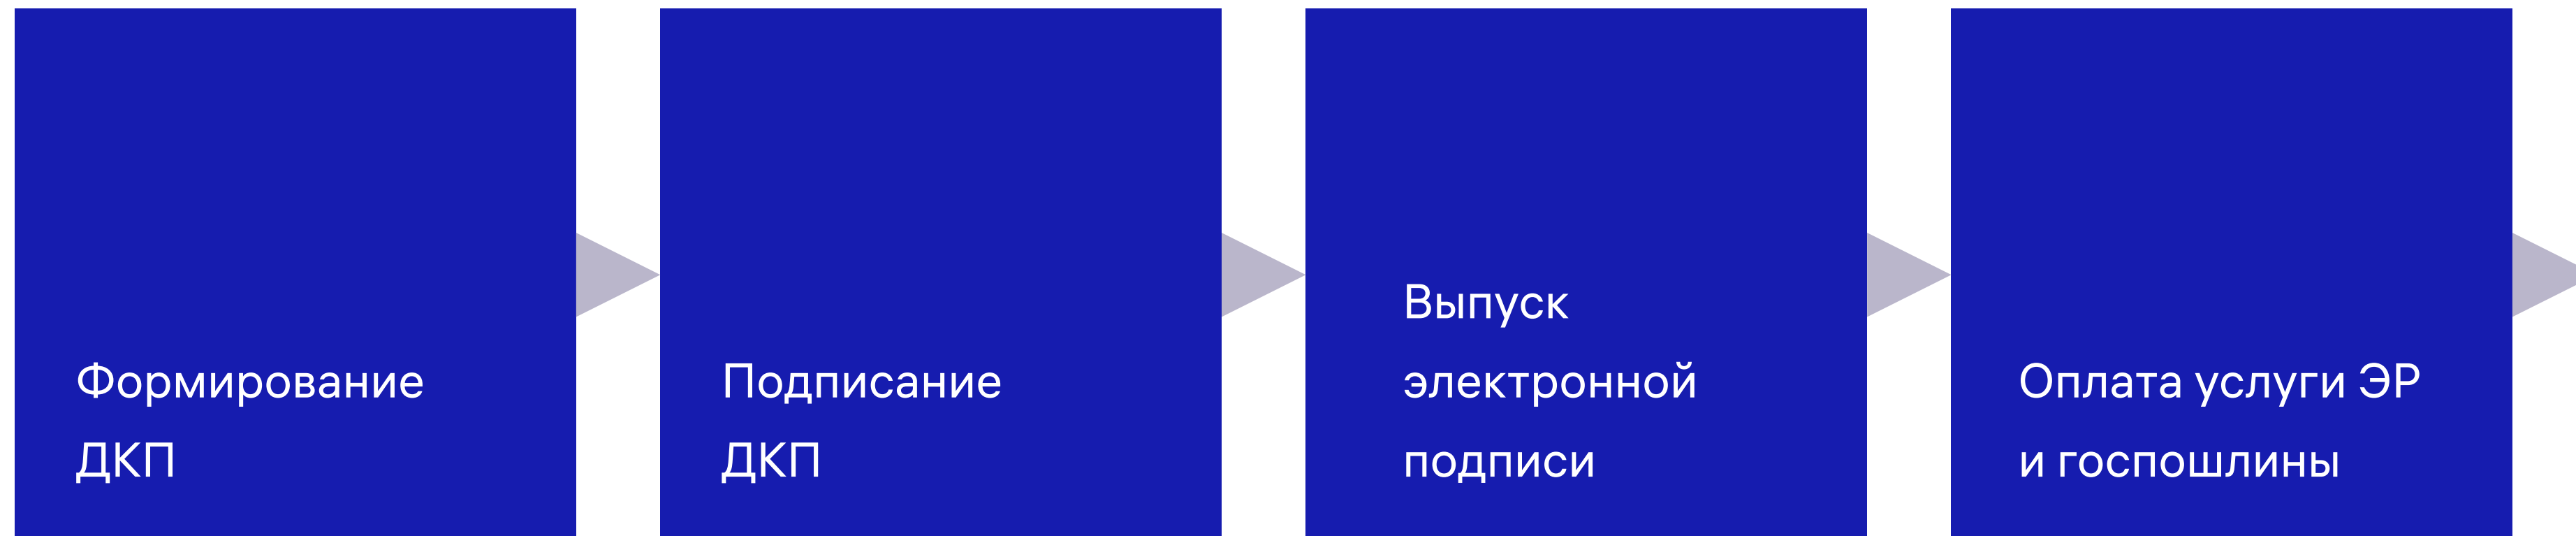 Формирование
ДКП
Подписание
ДКП
Выпуск
электронной
подписи
Оплата услуги ЭР
и госпошлины